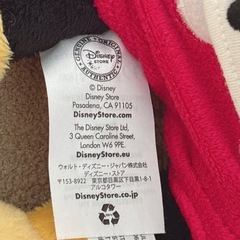 GENUINE · ORIGINAL · AUTHENTIC
Disney
STORE
©
Disney
Disney Store
Pasadena, CA 91105
DisneyStore.com
The Disney Store Ltd,
3 Queen Caroline Street,
London, W6 9PE
DisneyStore.eu
ウォルト・ディズニー・ジャパン株式会社
ディズニー・ストア
〒153-8922 東京都目黒区下目黒1-8-1
アルコタワー
DisneyStore.co.jp